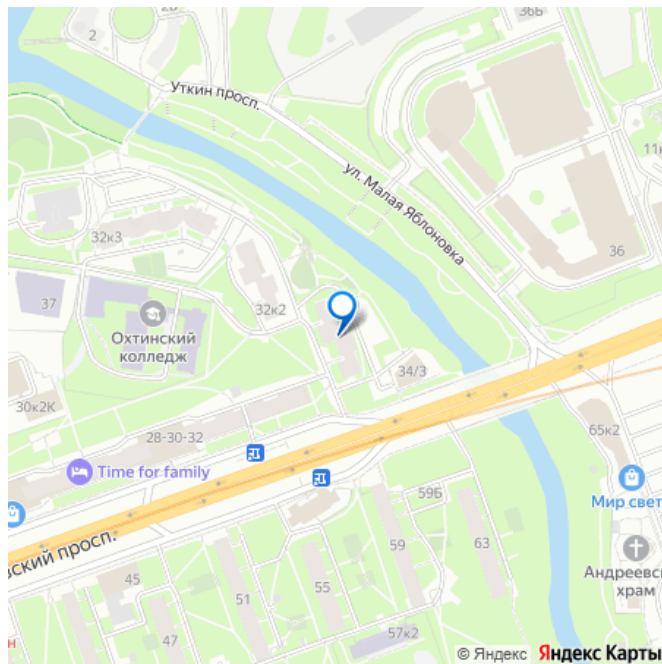 36Б
2
Уткин просп.
11к
ул. Малая Яблоновка
32к3
36
37
32к2
Охтинский
колледж
34/3
30к2К
28-30-32
65к2
Time for family
59Б
Мир свет
вский просп.
59
63
45
55
51
Андреевс
храм
47
57к2
н
© Яндекс Яндекс Карты